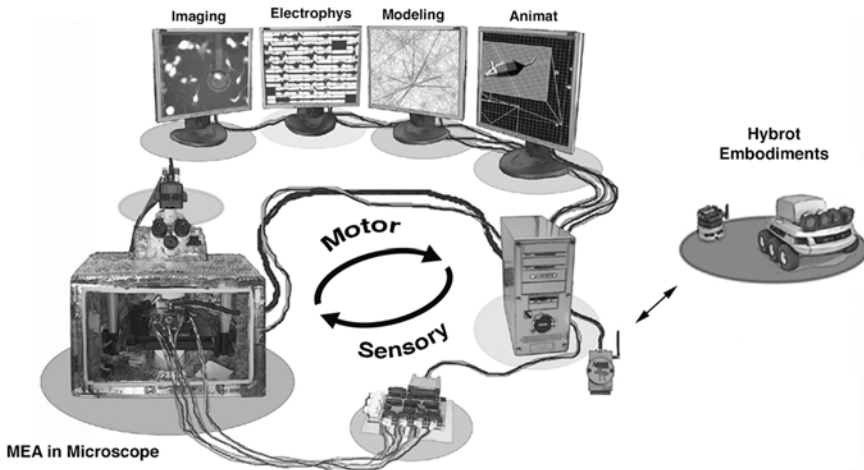 Imaging
Electrophys
Modeling
Animat
Hybrot
Embodiments
Motor
Sensory
MEA in Microscope